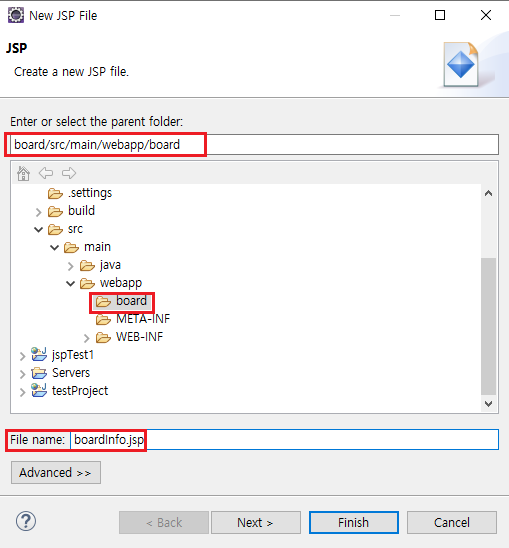 New JSP File
JSP
Create a new JSP file.
Enter or select the parent folder:
board/src/main/webapp/board
.settings
build
src
main
java
webapp
board
META-INF
WEB-INF
jspTest1
Servers
testProject
File name: boardInfo.jsp
Advanced >>
< Back Next > Finish Cancel